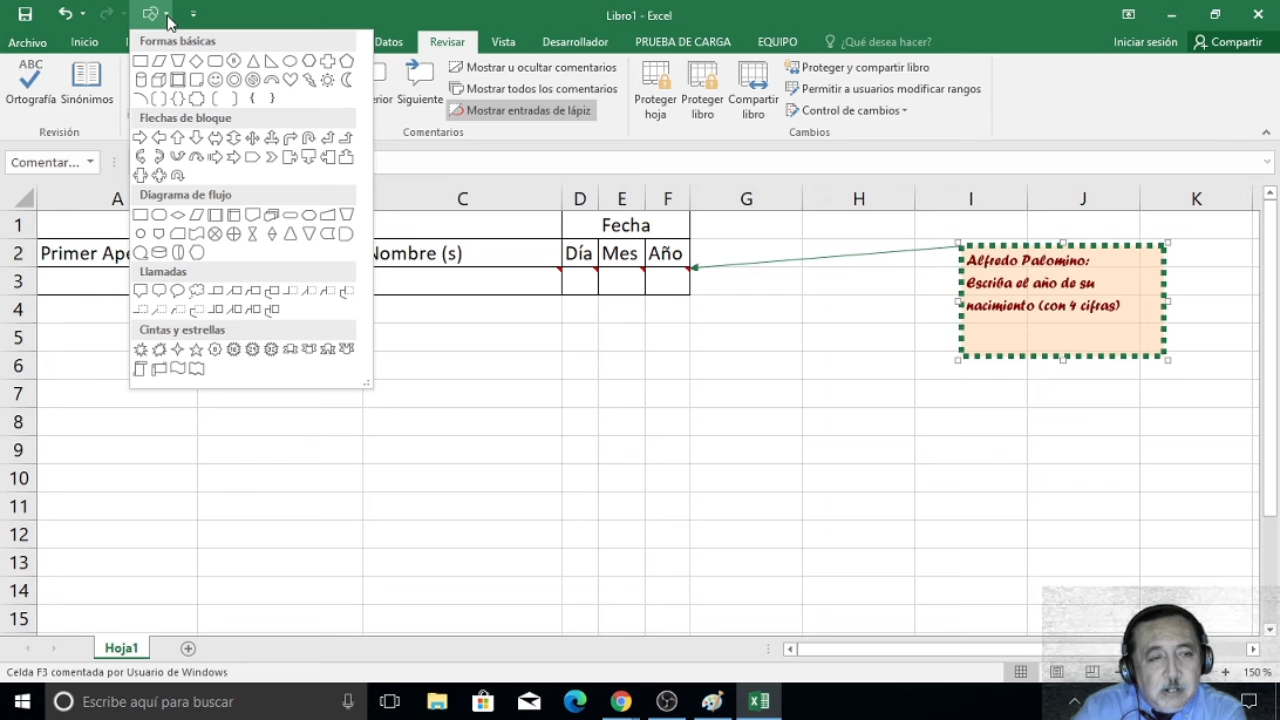 Libro1 - Excel
Archivo
Inicio
Datos
Revisar
Vista
Desarrollador
PRUEBA DE CARGA
EQUIPO
¿Qué desea hacer?
Iniciar sesión
Compartir
Formas básicas
Flechas de bloque
Diagrama de flujo
Llamadas
Cintas y estrellas
ABC
Ortografía
Sinónimos
Revisión
Siguiente
Mostrar u ocultar comentarios
Mostrar todos los comentarios
Mostrar entradas de lápiz
Comentarios
Proteger hoja
Proteger libro
Compartir libro
Proteger y compartir libro
Permitir a usuarios modificar rangos
Control de cambios
Cambios
Comentar...
A C D E F G H I J K
1 Fecha
2 Primer Ape Nombre (s) Día Mes Año
3
4
5
6
7
8
9
10
11
12
13
14
15
Alfredo Palomino:
Escriba el año de su
nacimiento (con 4 cifras)
Hoja1
Celda F3 comentada por Usuario de Windows
150 %
Escribe aquí para buscar